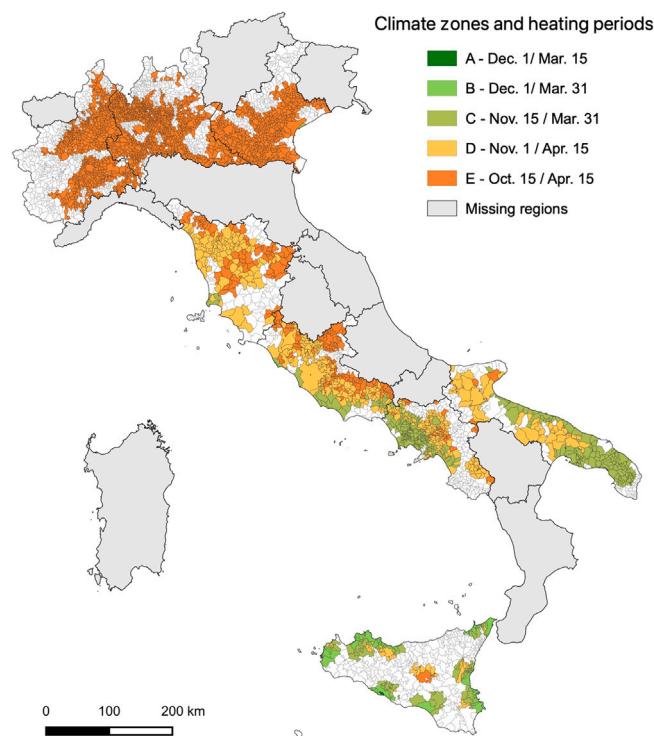 Climate zones and heating periods
A - Dec. 1/ Mar. 15
B - Dec. 1/ Mar. 31
C - Nov. 15 / Mar. 31
D - Nov. 1 / Apr. 15
E - Oct. 15 / Apr. 15
Missing regions
0 100 200 km